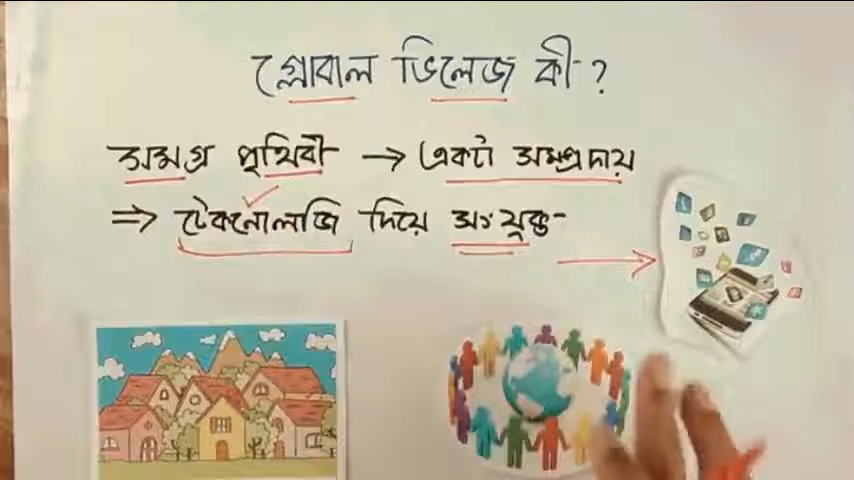 গ্লোবাল ভিলেজ কী?
সমগ্র পৃথিবী → একটা সম্প্রদায়
⇒ টেকনোলজি দিয়ে সংযুক্ত